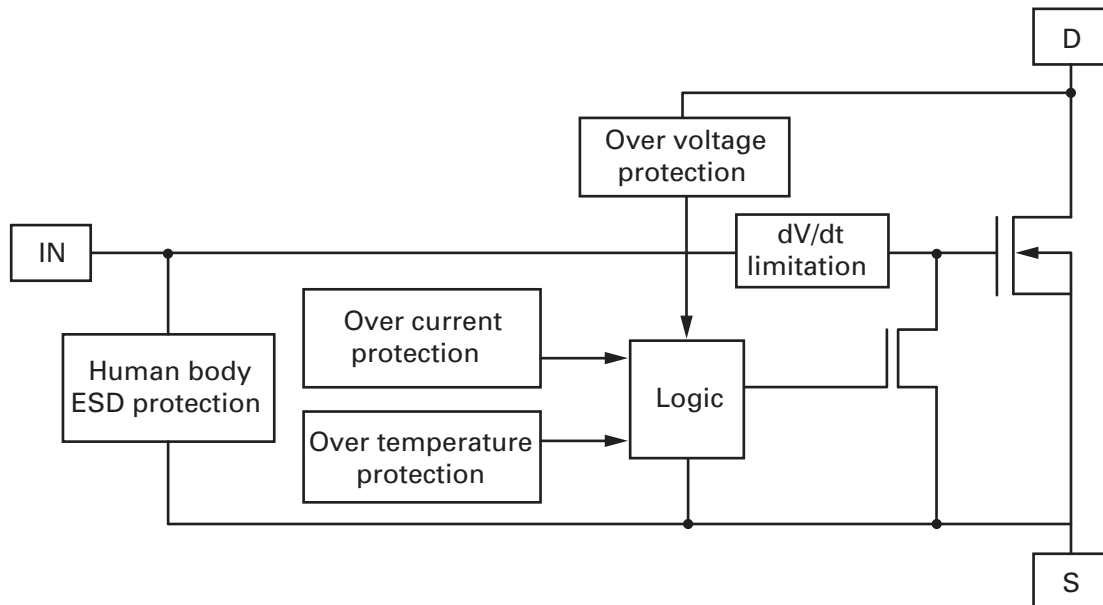 D
Over voltage
protection
IN
dV/dt
limitation
Over current
protection
Human body
ESD protection
Logic
Over temperature
protection
S